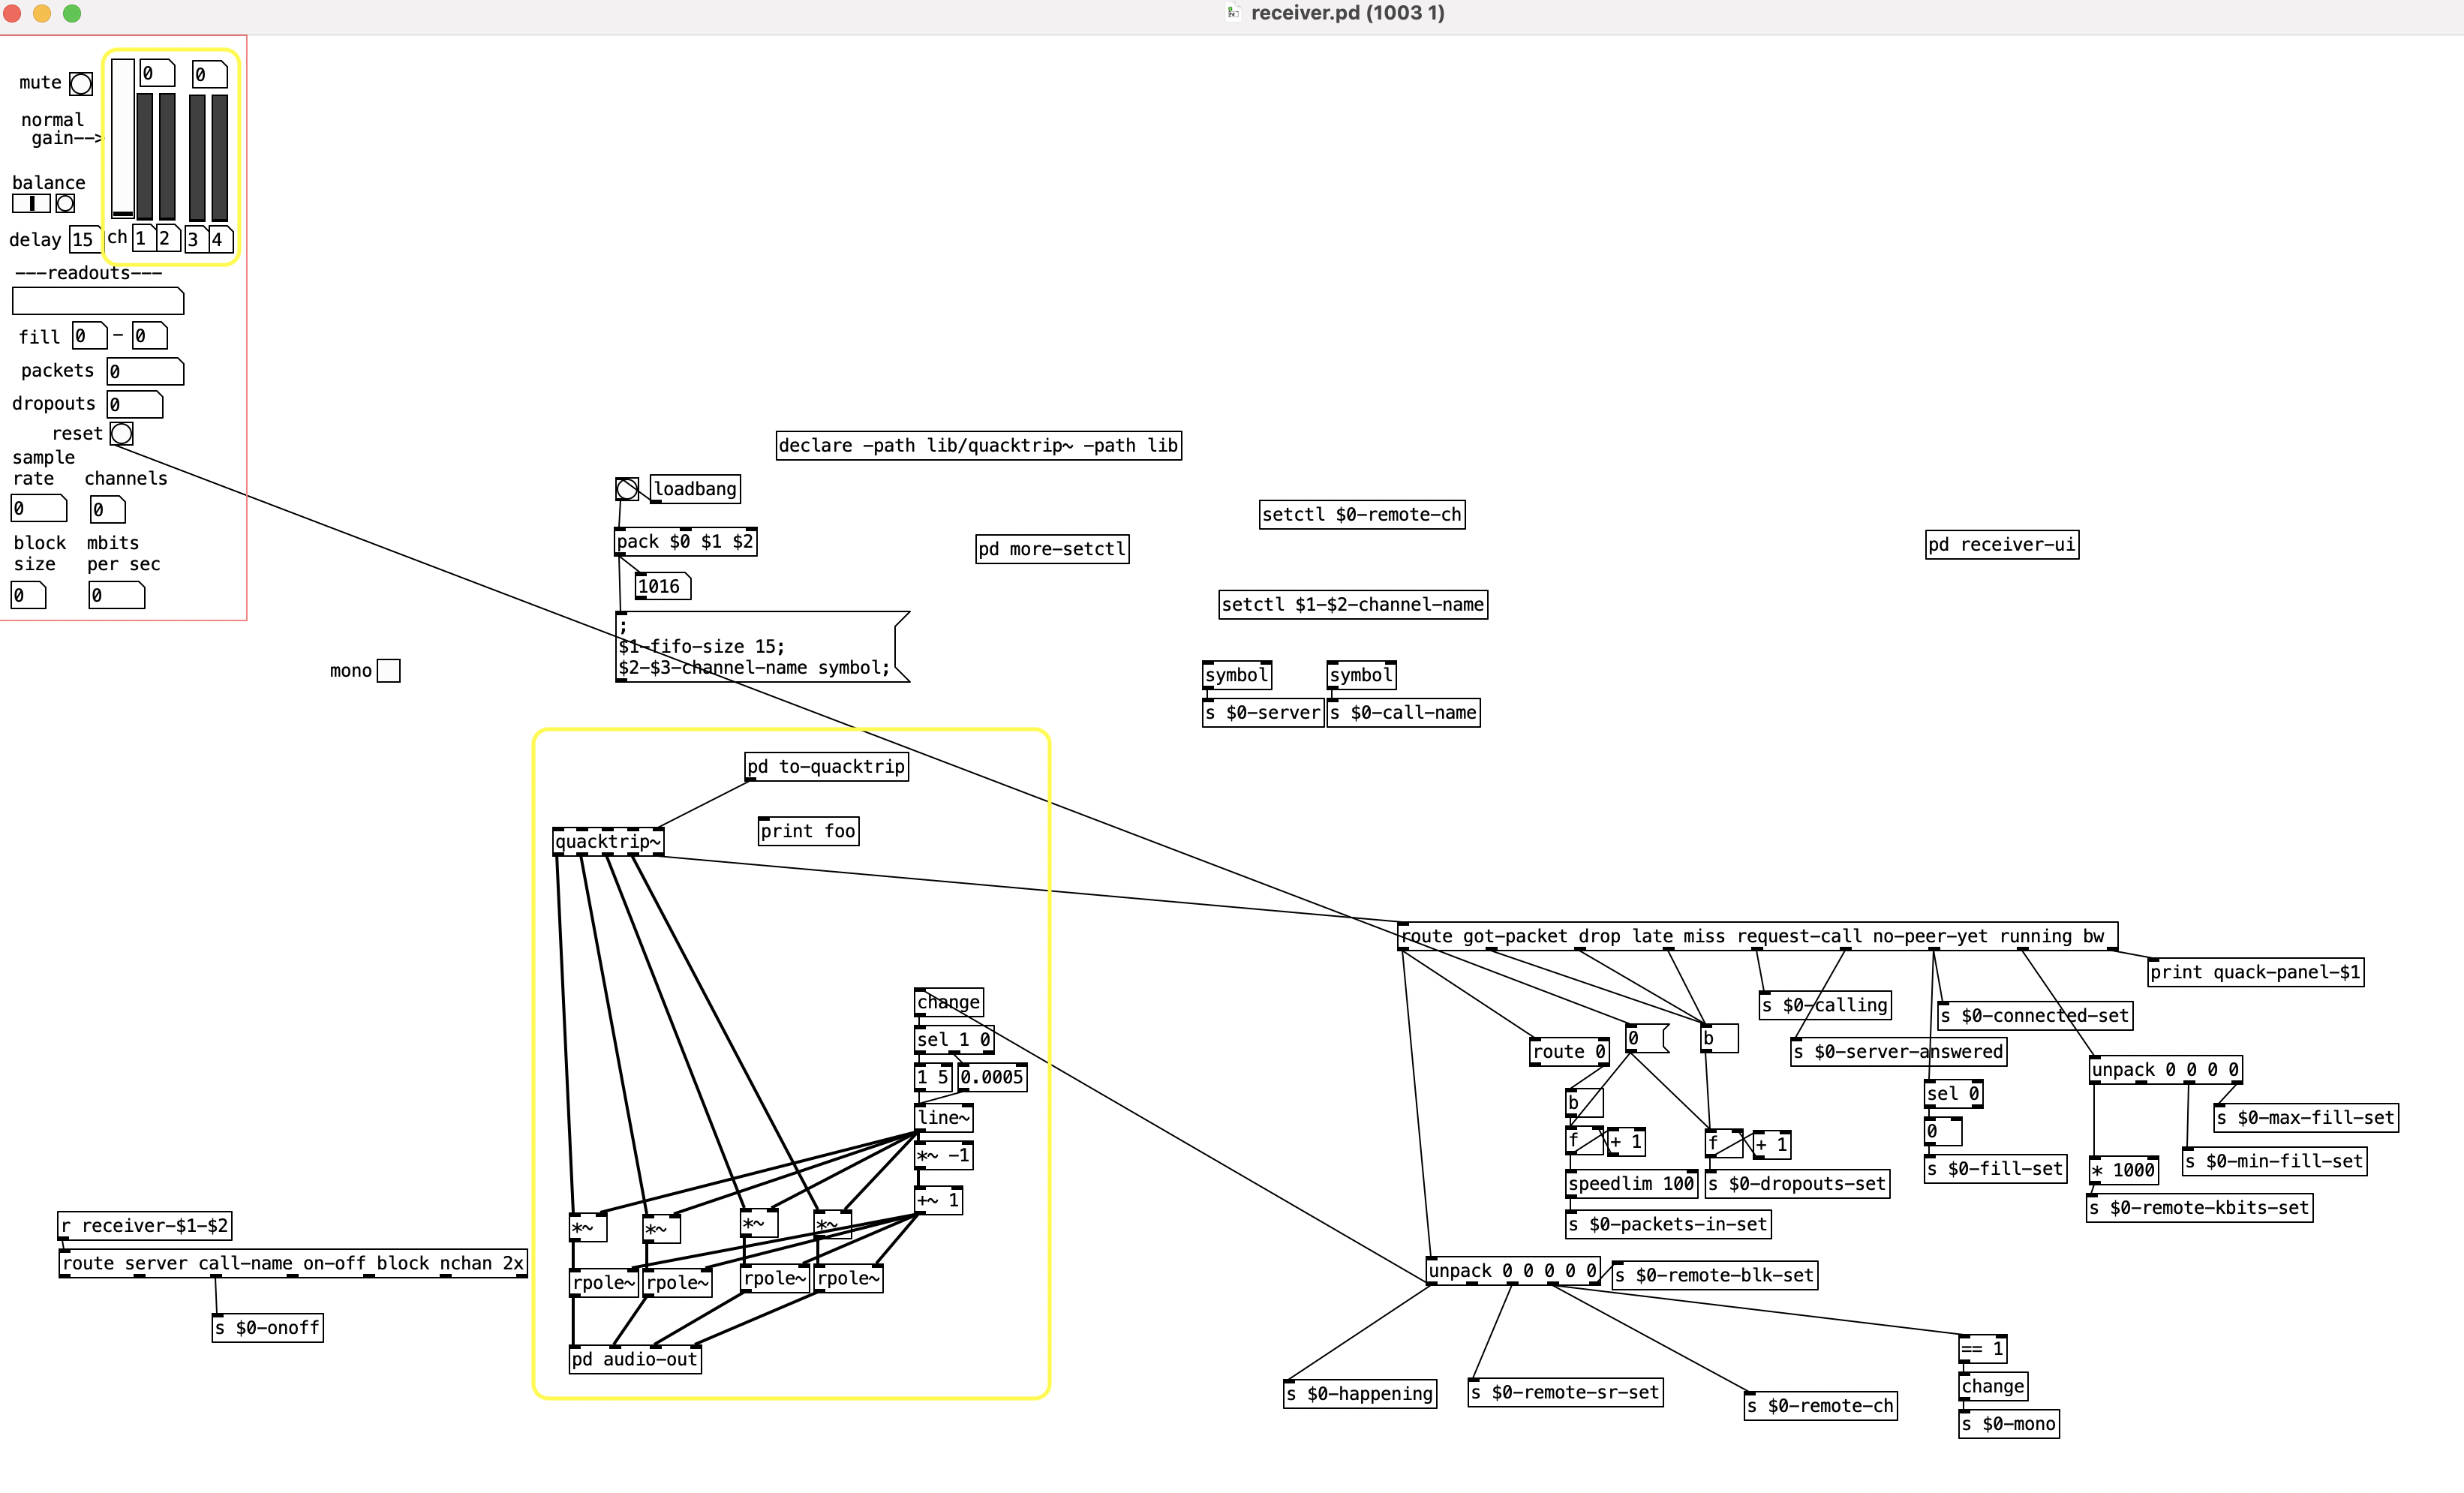 receiver.pd (1003 1)
mute
0
0
normal
gain-->
balance
delay
15
ch
1
2
3
4
---readouts---
fill
0
-
0
packets
0
dropouts
0
reset
sample
rate
channels
0
0
block
size
mbits
per sec
0
0
mono
declare -path lib/quacktrip~ -path lib
loadbang
pack $0 $1 $2
1016
;
$1-fifo-size 15;
$2-$3-channel-name symbol;
pd more-setctl
setctl $0-remote-ch
setctl $1-$2-channel-name
pd receiver-ui
symbol
symbol
s $0-server
s $0-call-name
pd to-quacktrip
print foo
quacktrip~
change
sel 1 0
1 5
0.0005
line~
*~ -1
+~ 1
*~
*~
*~
*~
rpole~
rpole~
rpole~
rpole~
pd audio-out
r receiver-$1-$2
route server call-name on-off block nchan 2x
s $0-onoff
route got-packet drop late miss request-call no-peer-yet running bw
print quack-panel-$1
s $0-calling
s $0-connected-set
s $0-server-answered
route 0
0
b
b
f
+ 1
f
+ 1
speedlim 100
s $0-dropouts-set
s $0-packets-in-set
sel 0
0
s $0-fill-set
unpack 0 0 0 0
s $0-max-fill-set
s $0-min-fill-set
* 1000
s $0-remote-kbits-set
unpack 0 0 0 0 0
s $0-remote-blk-set
s $0-happening
s $0-remote-sr-set
s $0-remote-ch
== 1
change
s $0-mono